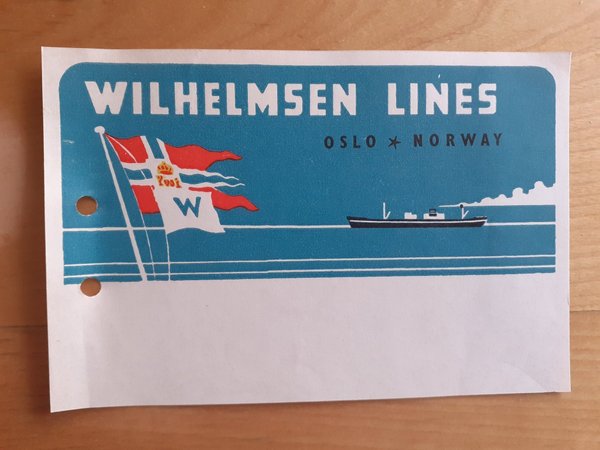 WILHELMSEN LINES
OSLO ★ NORWAY
W